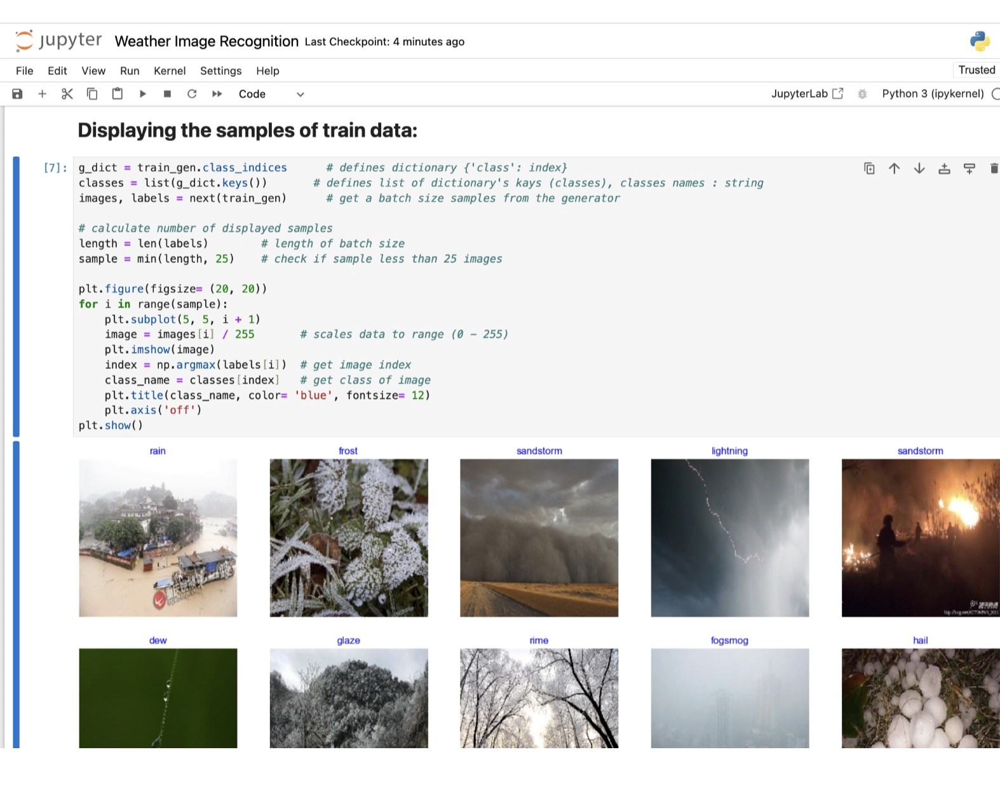 jupyter Weather Image Recognition Last Checkpoint: 4 minutes ago
File Edit View Run Kernel Settings Help Trusted
Code JupyterLab Python 3 (ipykernel)
Displaying the samples of train data:
[7]: g_dict = train_gen.class_indices # defines dictionary {'class': index}
classes = list(g_dict.keys()) # defines list of dictionary's kays (classes), classes names : string
images, labels = next(train_gen) # get a batch size samples from the generator
# calculate number of displayed samples
length = len(labels) # length of batch size
sample = min(length, 25) # check if sample less than 25 images
plt.figure(figsize= (20, 20))
for i in range(sample):
plt.subplot(5, 5, i + 1)
image = images[i] / 255 # scales data to range (0 - 255)
plt.imshow(image)
index = np.argmax(labels[i]) # get image index
class_name = classes[index] # get class of image
plt.title(class_name, color= 'blue', fontsize= 12)
plt.axis('off')
plt.show()
rain frost sandstorm lightning sandstorm
dew glaze rime fogsmog hail